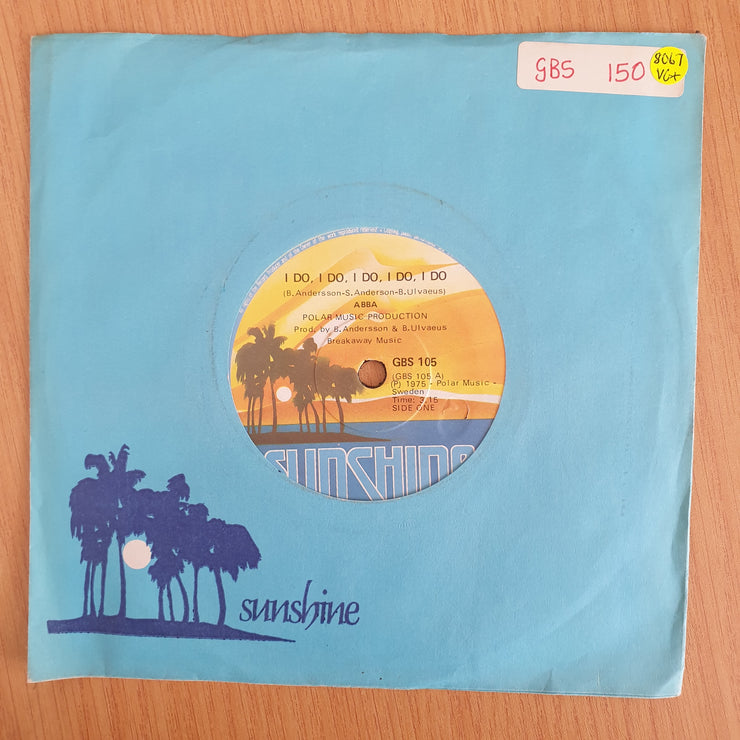 GBS 150
8067
VG+
I DO, I DO, I DO, I DO, I DO
(B.Andersson-S.Anderson-B.Ulvaeus)
ABBA
POLAR MUSIC PRODUCTION
Prod. by B.Andersson & B.Ulvaeus
Breakaway Music
GBS 105
(GBS 105 A)
(P) 1975 - Polar Music -
Sweden
Time: 3.15
SIDE ONE
SUNSHINE
sunshine